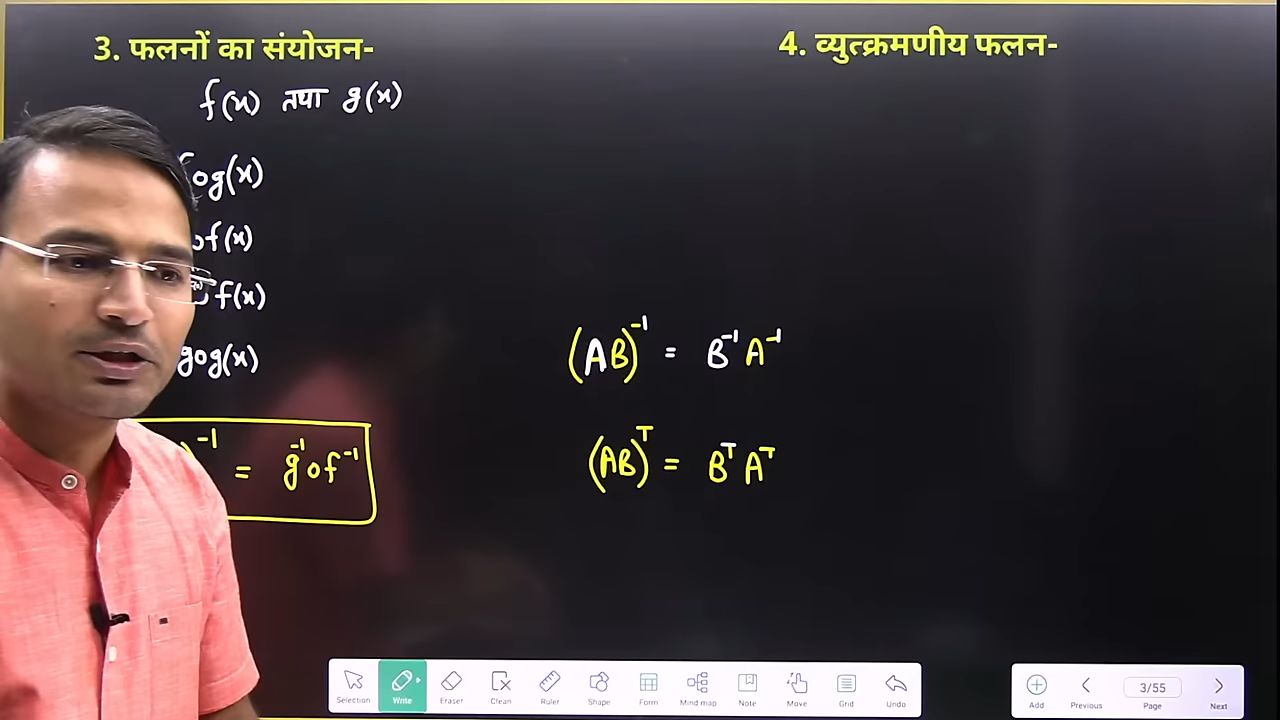 3. फलनों का संयोजन-
f(x) तथा g(x)
og(x)
of(x)
f(x)
gog(x)
)⁻¹ = g⁻¹of⁻¹
4. व्युत्क्रमणीय फलन-
(AB)⁻¹ = B⁻¹A⁻¹
(AB)ᵀ = BᵀAᵀ
Selection Write Eraser Clean Ruler Shape Form Mind map Note Move Grid Undo
Add Previous 3/55 Page Next